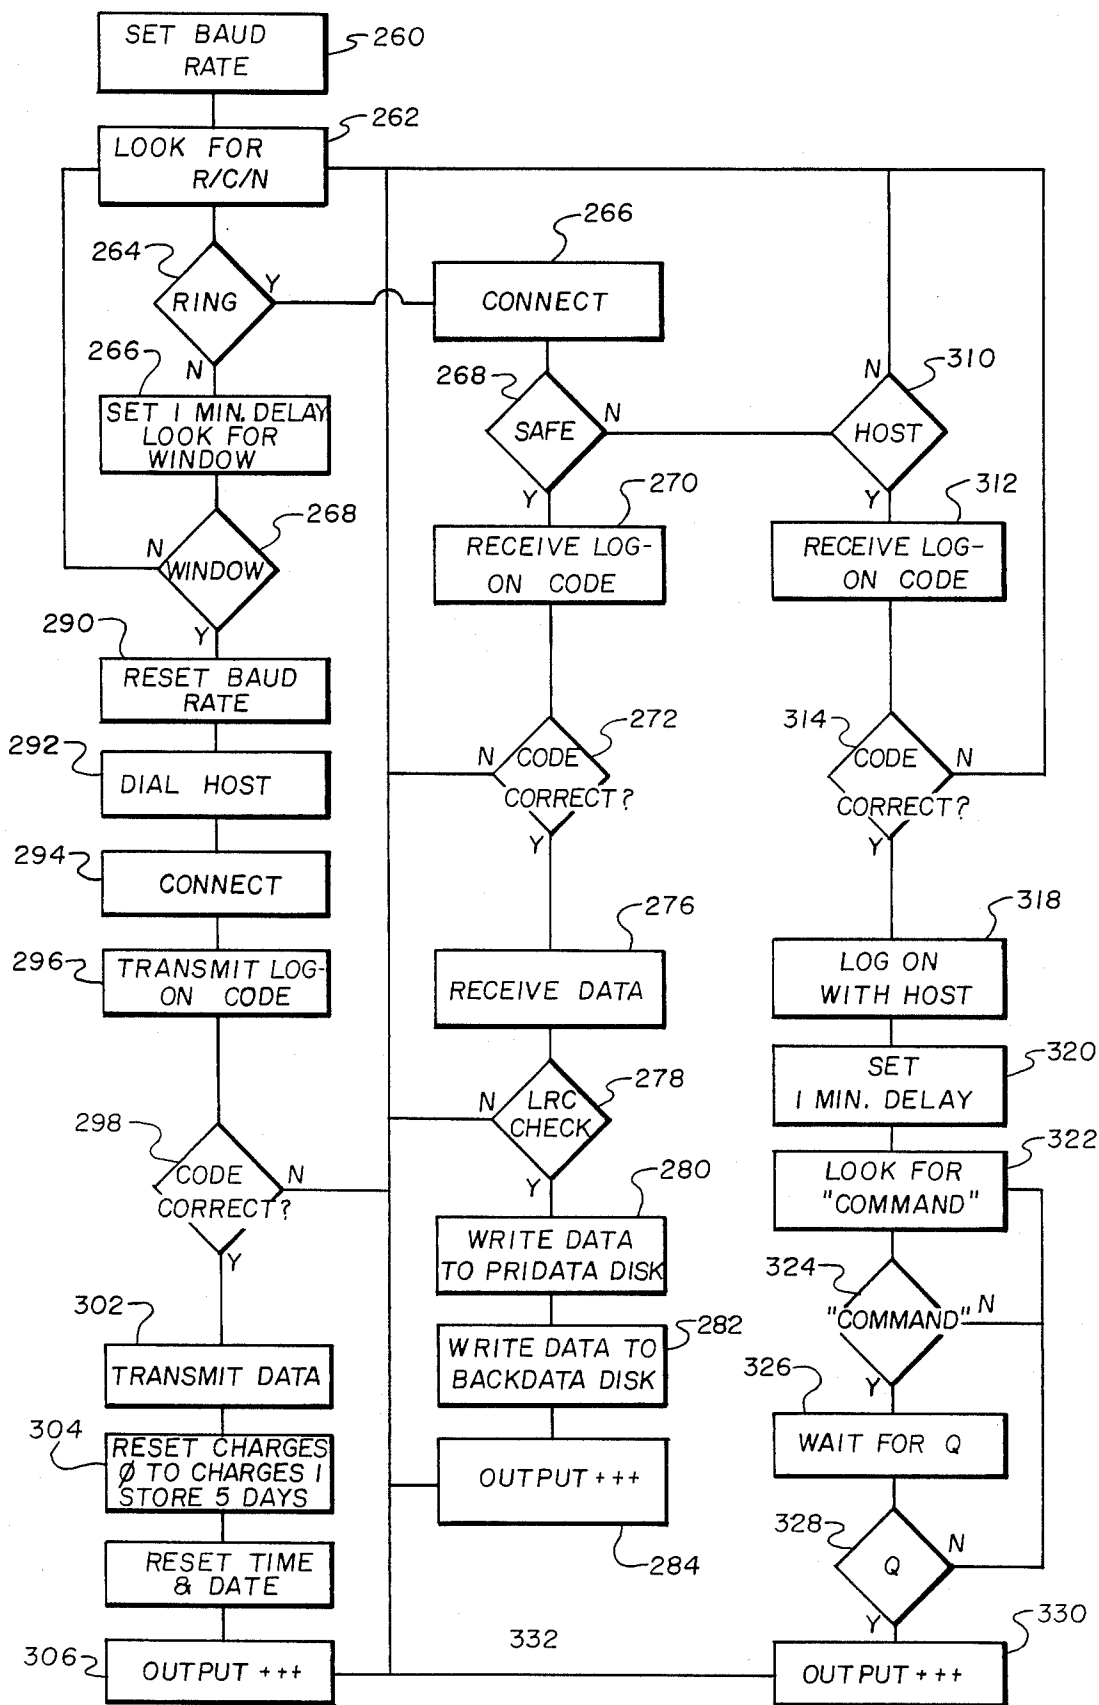 SET BAUD
RATE
260
LOOK FOR
R/C/N
262
264
RING
Y
N
266
CONNECT
266
SET 1 MIN. DELAY
LOOK FOR
WINDOW
268
WINDOW
N
Y
290
RESET BAUD
RATE
292
DIAL HOST
294
CONNECT
296
TRANSMIT LOG-
ON CODE
298
CODE
CORRECT?
N
Y
302
TRANSMIT DATA
304
RESET CHARGES
Ø TO CHARGES 1
STORE 5 DAYS
RESET TIME
& DATE
306
OUTPUT +++
268
SAFE
N
Y
270
RECEIVE LOG-
ON CODE
272
N
CODE
CORRECT?
Y
276
RECEIVE DATA
278
N
LRC
CHECK
Y
280
WRITE DATA
TO PRIDATA DISK
282
WRITE DATA TO
BACKDATA DISK
OUTPUT +++
284
332
310
N
HOST
Y
312
RECEIVE LOG-
ON CODE
314
CODE
CORRECT?
N
Y
318
LOG ON
WITH HOST
320
SET
1 MIN. DELAY
322
LOOK FOR
"COMMAND"
324
"COMMAND"
N
Y
326
WAIT FOR Q
328
Q
N
Y
330
OUTPUT +++